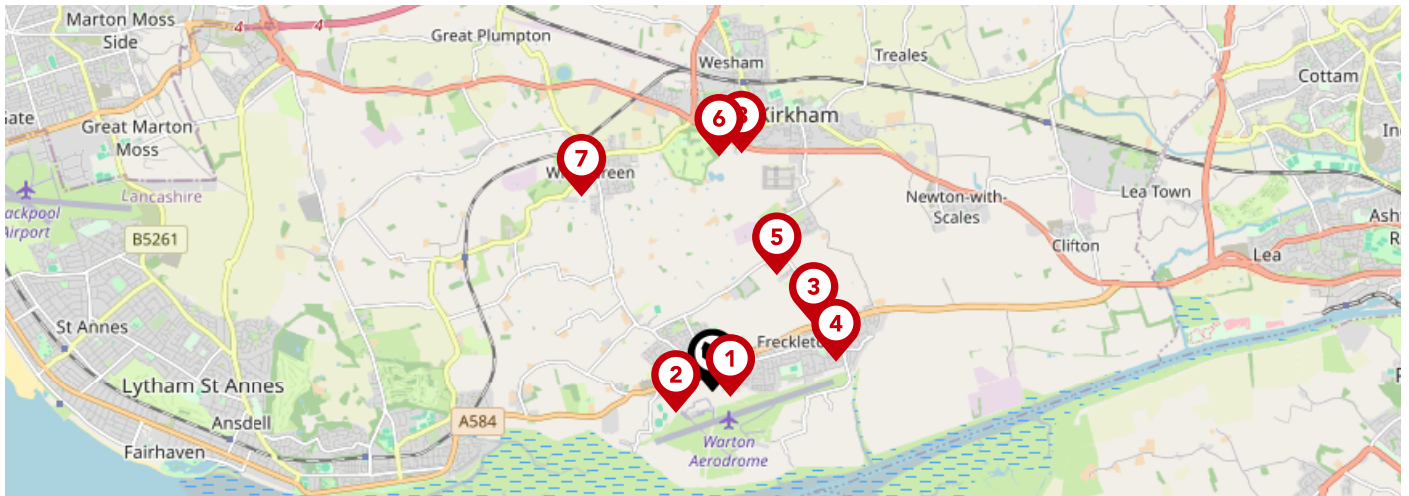 Marton Moss
Side
4
4
Great Plumpton
Wesham
Treales
Cottam
Great Marton
Moss
6
8
Kirkham
7
Lancashire
Airport
B5261
Newton-with-
Scales
Lea Town
Clifton
Lea
5
3
4
St Annes
1
2
Lytham St Annes
Ansdell
A584
Fairhaven
Warton
Aerodrome